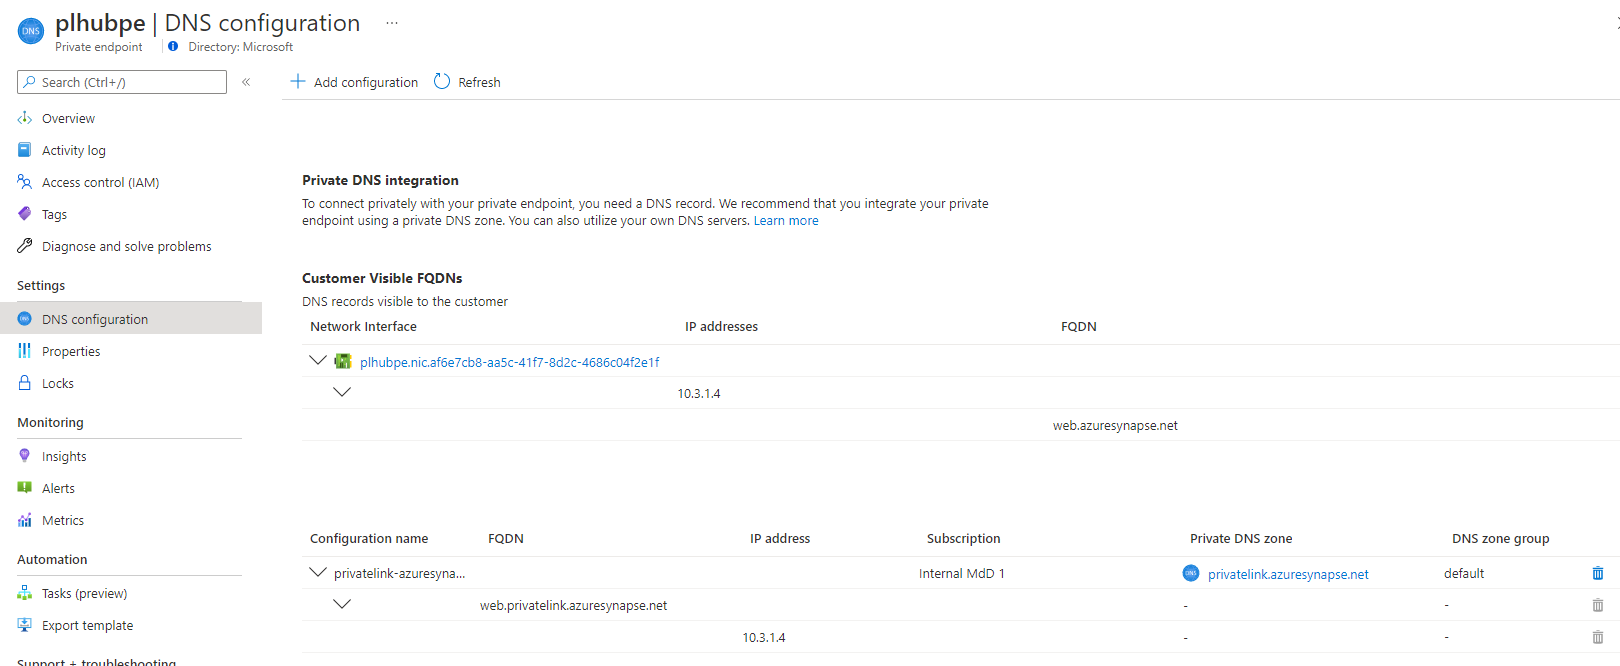 DNS
plhubpe | DNS configuration ...
Private endpoint Directory: Microsoft
Search (Ctrl+/) «
Add configuration Refresh
Overview
Activity log
Access control (IAM)
Tags
Diagnose and solve problems
Settings
DNS configuration
Properties
Locks
Monitoring
Insights
Alerts
Metrics
Automation
Tasks (preview)
Export template
Support + troubleshooting
Private DNS integration
To connect privately with your private endpoint, you need a DNS record. We recommend that you integrate your private
endpoint using a private DNS zone. You can also utilize your own DNS servers. Learn more
Customer Visible FQDNs
DNS records visible to the customer
Network Interface IP addresses FQDN
plhubpe.nic.af6e7cb8-aa5c-41f7-8d2c-4686c04f2e1f
10.3.1.4
web.azuresynapse.net
Configuration name FQDN IP address Subscription Private DNS zone DNS zone group
privatelink-azuresyna... Internal MdD 1 privatelink.azuresynapse.net default
web.privatelink.azuresynapse.net - -
10.3.1.4 - -